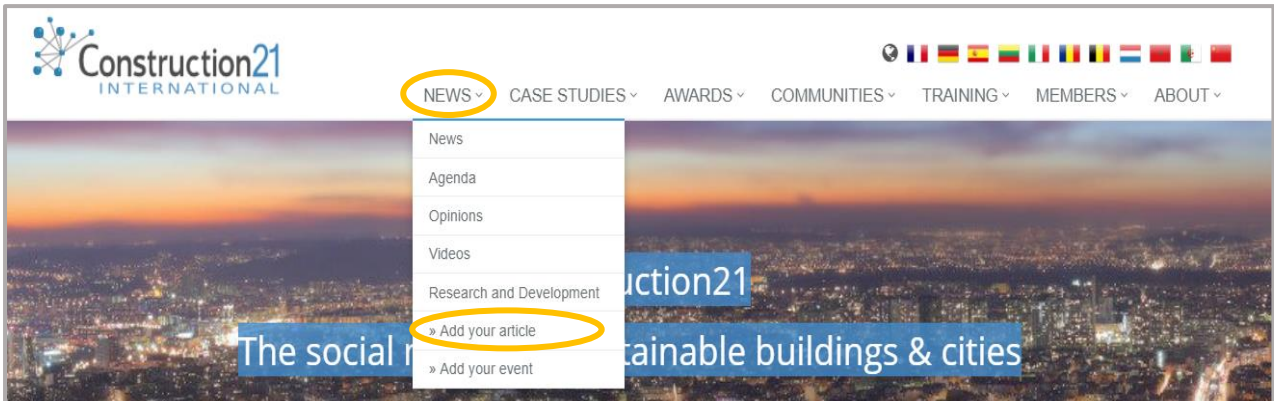 Construction21
INTERNATIONAL
NEWS CASE STUDIES AWARDS COMMUNITIES TRAINING MEMBERS ABOUT
News
Agenda
Opinions
Videos
Research and Development
» Add your article
» Add your event
uction21
The social r tainable buildings & cities